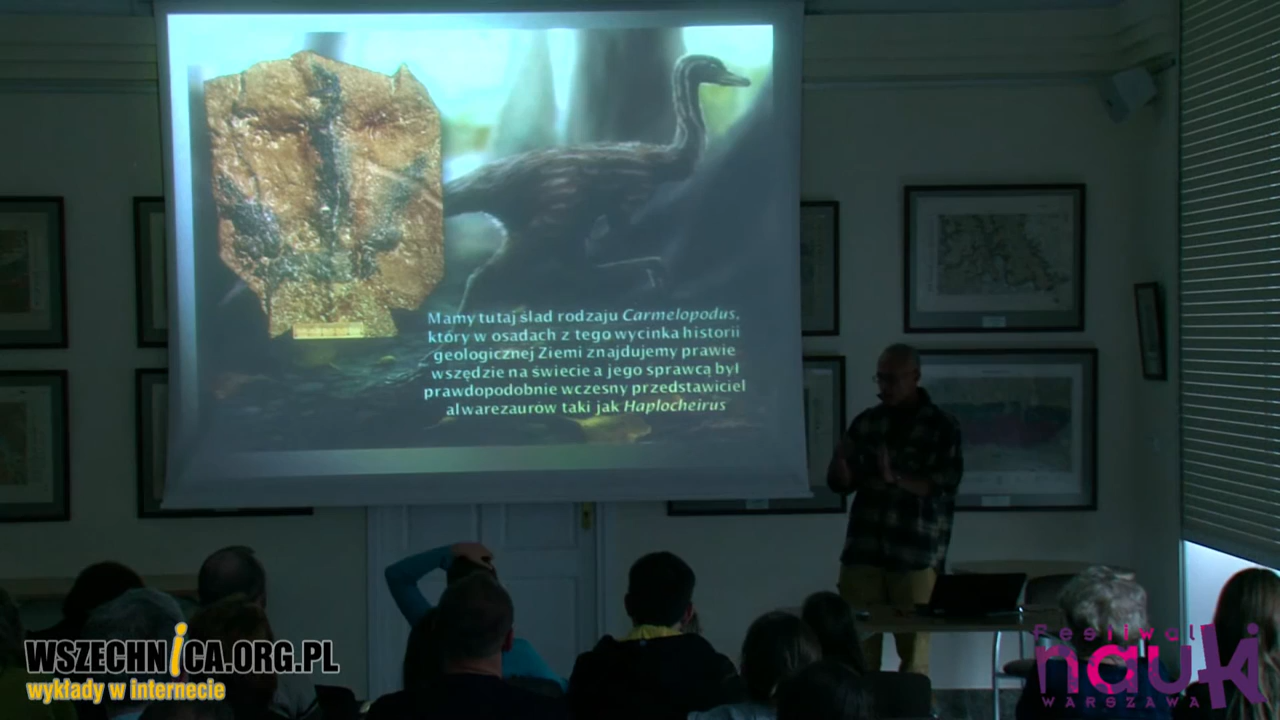 Mamy tutaj ślad rodzaju Carmelopodus,
który w osadach z tego wycinka historii
geologicznej Ziemi znajdujemy prawie
wszędzie na świecie a jego sprawcą był
prawdopodobnie wczesny przedstawiciel
alwarezaurów taki jak Haplocheirus
WSZECHNiCA.ORG.PL
wykłady w internecie
Festiwal
nauki
WARSZAWA